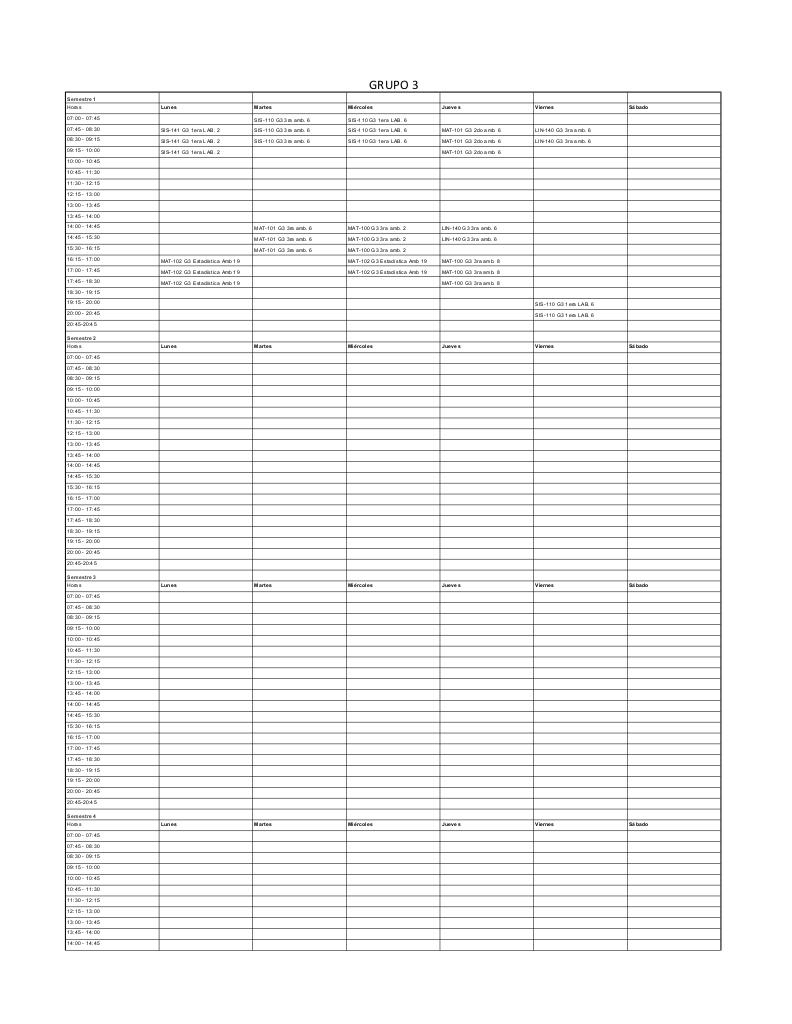 GRUPO 3
Semestre 1
Horas Lunes Martes Miércoles Jueves Viernes Sábado
07:00 - 07:45 SIS-110 G3 3ra amb. 6 SIS-110 G3 1era LAB. 6
07:45 - 08:30 SIS-141 G3 1era LAB. 2 SIS-110 G3 3ra amb. 6 SIS-110 G3 1era LAB. 6 MAT-101 G3 2do amb. 6 LIN-140 G3 3ra amb. 6
08:30 - 09:15 SIS-141 G3 1era LAB. 2 SIS-110 G3 3ra amb. 6 SIS-110 G3 1era LAB. 6 MAT-101 G3 2do amb. 6 LIN-140 G3 3ra amb. 6
09:15 - 10:00 SIS-141 G3 1era LAB. 2 MAT-101 G3 2do amb. 6
10:00 - 10:45
10:45 - 11:30
11:30 - 12:15
12:15 - 13:00
13:00 - 13:45
13:45 - 14:00
14:00 - 14:45 MAT-101 G3 3ra amb. 6 MAT-100 G3 3ra amb. 2 LIN-140 G3 3ra amb. 6
14:45 - 15:30 MAT-101 G3 3ra amb. 6 MAT-100 G3 3ra amb. 2 LIN-140 G3 3ra amb. 6
15:30 - 16:15 MAT-101 G3 3ra amb. 6 MAT-100 G3 3ra amb. 2
16:15 - 17:00 MAT-102 G3 Estadística Amb 19 MAT-102 G3 Estadística Amb 19 MAT-100 G3 3ra amb. 8
17:00 - 17:45 MAT-102 G3 Estadística Amb 19 MAT-102 G3 Estadística Amb 19 MAT-100 G3 3ra amb. 8
17:45 - 18:30 MAT-102 G3 Estadística Amb 19 MAT-100 G3 3ra amb. 8
18:30 - 19:15
19:15 - 20:00 SIS-110 G3 1era LAB. 6
20:00 - 20:45 SIS-110 G3 1era LAB. 6
20:45-20:45
Semestre 2
Horas Lunes Martes Miércoles Jueves Viernes Sábado
07:00 - 07:45
07:45 - 08:30
08:30 - 09:15
09:15 - 10:00
10:00 - 10:45
10:45 - 11:30
11:30 - 12:15
12:15 - 13:00
13:00 - 13:45
13:45 - 14:00
14:00 - 14:45
14:45 - 15:30
15:30 - 16:15
16:15 - 17:00
17:00 - 17:45
17:45 - 18:30
18:30 - 19:15
19:15 - 20:00
20:00 - 20:45
20:45-20:45
Semestre 3
Horas Lunes Martes Miércoles Jueves Viernes Sábado
07:00 - 07:45
07:45 - 08:30
08:30 - 09:15
09:15 - 10:00
10:00 - 10:45
10:45 - 11:30
11:30 - 12:15
12:15 - 13:00
13:00 - 13:45
13:45 - 14:00
14:00 - 14:45
14:45 - 15:30
15:30 - 16:15
16:15 - 17:00
17:00 - 17:45
17:45 - 18:30
18:30 - 19:15
19:15 - 20:00
20:00 - 20:45
20:45-20:45
Semestre 4
Horas Lunes Martes Miércoles Jueves Viernes Sábado
07:00 - 07:45
07:45 - 08:30
08:30 - 09:15
09:15 - 10:00
10:00 - 10:45
10:45 - 11:30
11:30 - 12:15
12:15 - 13:00
13:00 - 13:45
13:45 - 14:00
14:00 - 14:45